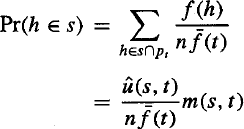 Pr(h ∈ s) = ∑_{h∈s∩p_t} f(h) / n f̄(t)
= û(s, t) / n f̄(t) m(s, t)